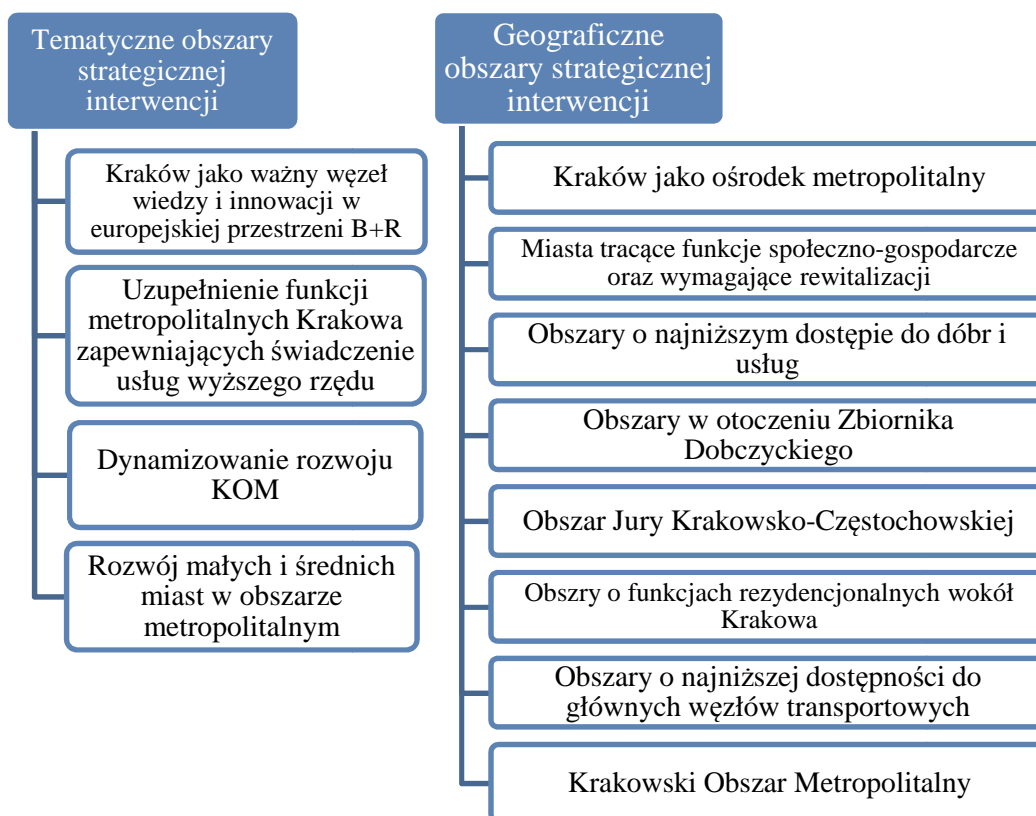 Tematyczne obszary
strategicznej
interwencji
Kraków jako ważny węzeł
wiedzy i innowacji w
europejskiej przestrzeni B+R
Uzupełnienie funkcji
metropolitalnych Krakowa
zapewniających świadczenie
usług wyższego rzędu
Dynamizowanie rozwoju
KOM
Rozwój małych i średnich
miast w obszarze
metropolitalnym
Geograficzne
obszary strategicznej
interwencji
Kraków jako ośrodek metropolitalny
Miasta tracące funkcje społeczno-gospodarcze
oraz wymagające rewitalizacji
Obszary o najniższym dostępie do dóbr i
usług
Obszary w otoczeniu Zbiornika
Dobczyckiego
Obszar Jury Krakowsko-Częstochowskiej
Obszry o funkcjach rezydencjonalnych wokół
Krakowa
Obszary o najniższej dostępności do
głównych węzłów transportowych
Krakowski Obszar Metropolitalny